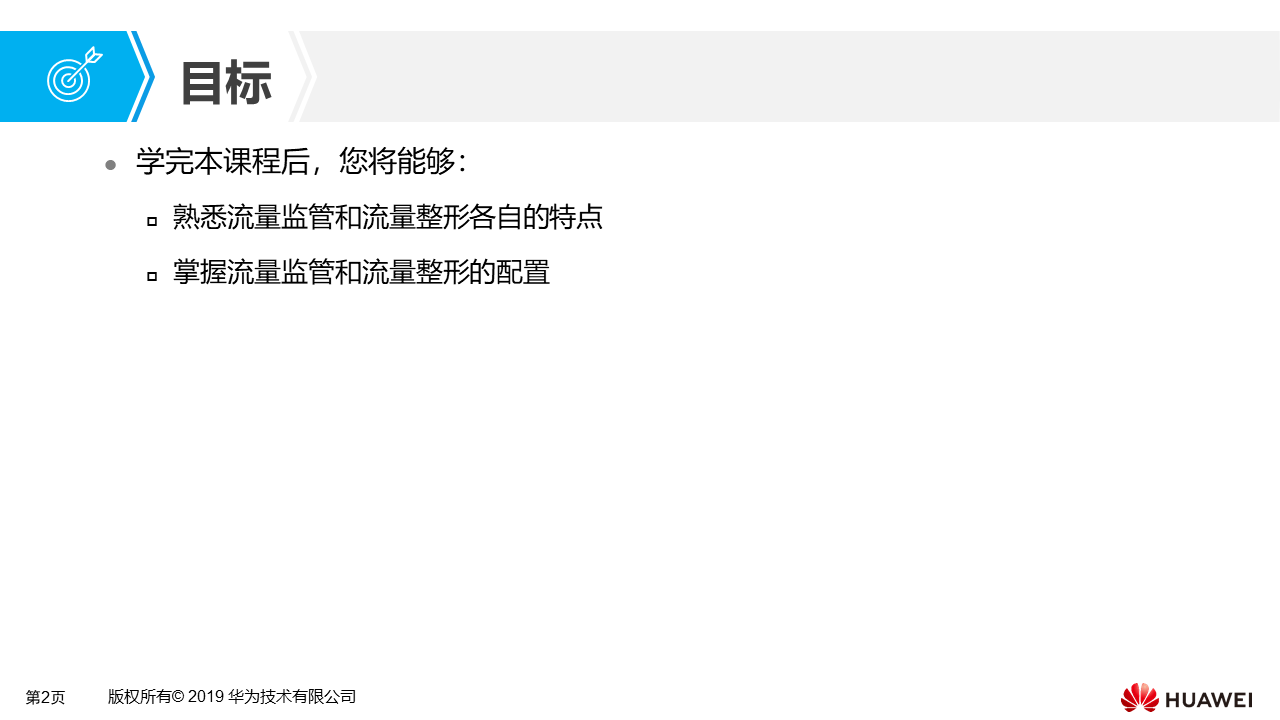 目标
学完本课程后，您将能够：
熟悉流量监管和流量整形各自的特点
掌握流量监管和流量整形的配置
第2页
版权所有© 2019 华为技术有限公司
HUAWEI